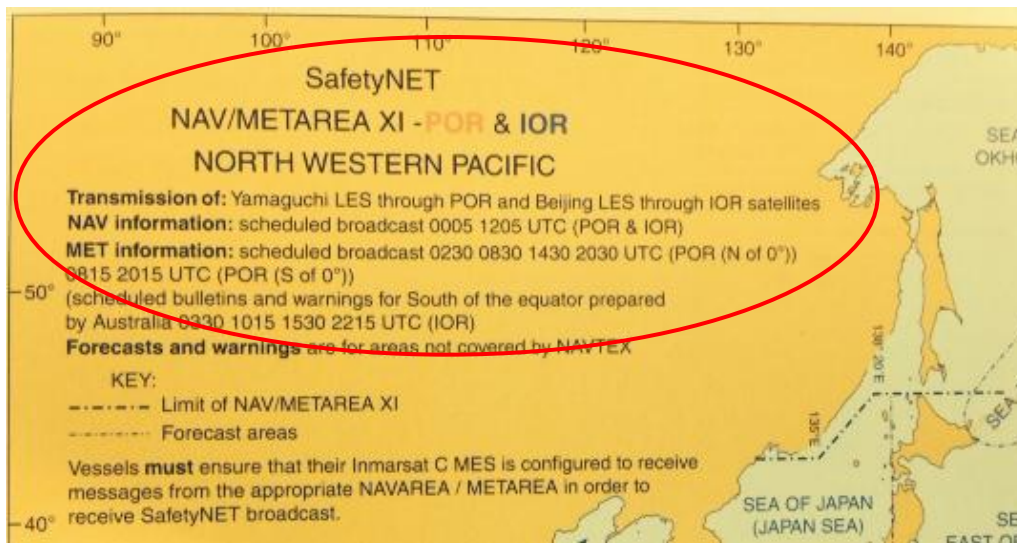 90° 100° 110° 120° 130° 140°
SafetyNET
NAV/METAREA XI - POR & IOR
NORTH WESTERN PACIFIC
Transmission of: Yamaguchi LES through POR and Beijing LES through IOR satellites
NAV information: scheduled broadcast 0005 1205 UTC (POR & IOR)
MET information: scheduled broadcast 0230 0830 1430 2030 UTC (POR (N of 0°))
0815 2015 UTC (POR (S of 0°))
(scheduled bulletins and warnings for South of the equator prepared
by Australia 0330 1015 1530 2215 UTC (IOR)
Forecasts and warnings are for areas not covered by NAVTEX
KEY:
Limit of NAV/METAREA XI
Forecast areas
Vessels must ensure that their Inmarsat C MES is configured to receive
messages from the appropriate NAVAREA / METAREA in order to
receive SafetyNET broadcast.
50°
40°
SEA
OKHO
138° 20'E
135°E
SEA
SEA OF JAPAN
(JAPAN SEA)
SE
EAST OF